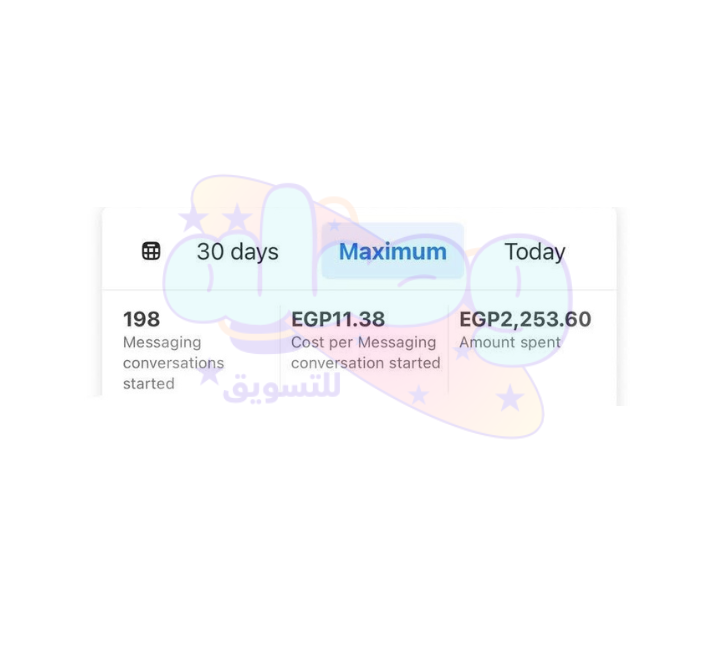 30 days Maximum Today
198 EGP11.38 EGP2,253.60
Messaging Cost per Messaging Amount spent
conversations conversation started
started
للتسويق